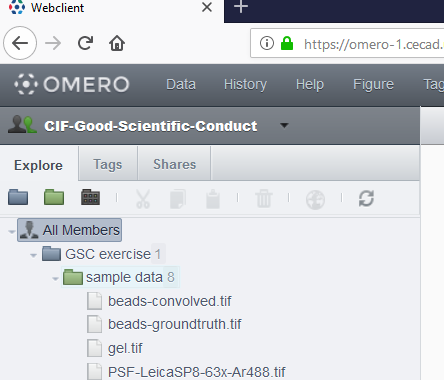 Webclient
https://omero-1.cecad.
OMERO Data History Help Figure Tag
CIF-Good-Scientific-Conduct
Explore Tags Shares
All Members
GSC exercise 1
sample data 8
beads-convolved.tif
beads-groundtruth.tif
gel.tif
PSF-LeicaSP8-63x-Ar488.tif